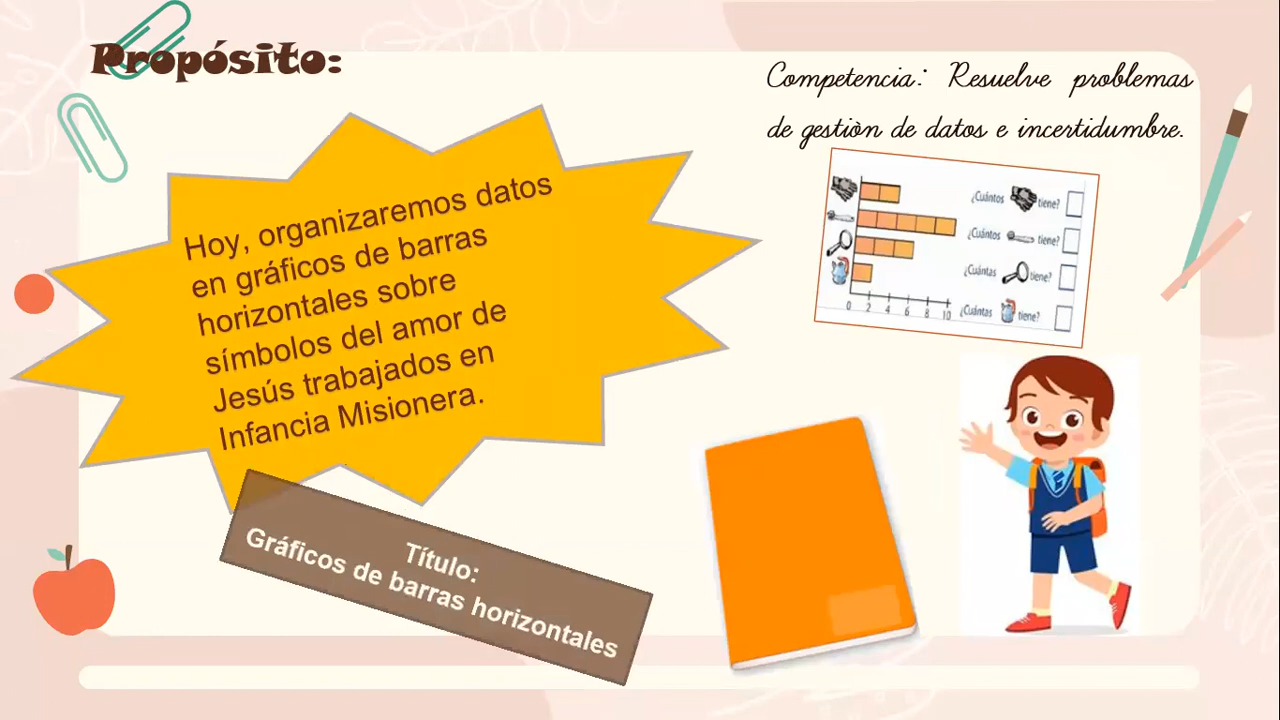 Propósito:
Competencia: Resuelve problemas
de gestiòn de datos e incertidumbre.
Hoy, organizaremos datos
en gráficos de barras
horizontales sobre
símbolos del amor de
Jesús trabajados en
Infancia Misionera.
¿Cuántos tiene?
¿Cuántos tiene?
¿Cuántas tiene?
¿Cuántas tiene?
0 2 4 6 8 10
Título:
Gráficos de barras horizontales